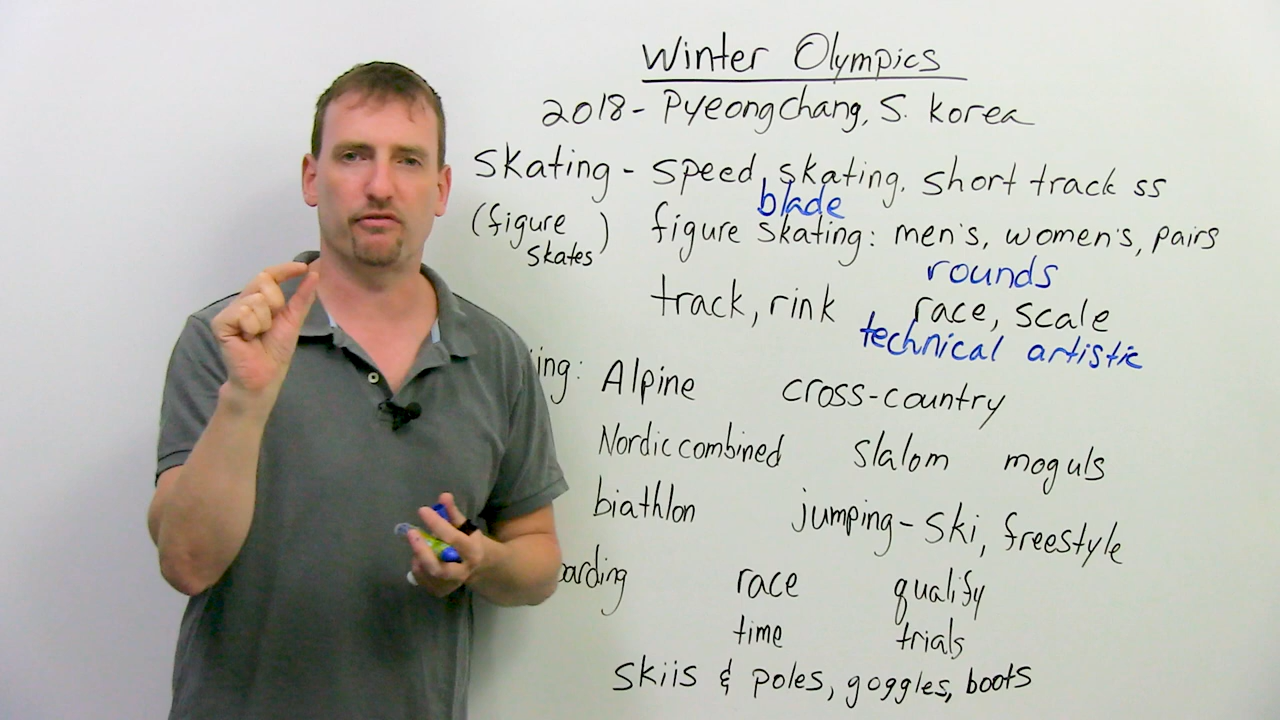 Winter Olympics
2018 - Pyeongchang, S. Korea
Skating - speed skating. short track ss
blade
(figure skates) figure skating: men's, women's, pairs
rounds
track, rink race, scale
technical artistic
ing: Alpine cross-country
Nordic combined slalom moguls
biathlon jumping - ski, freestyle
oarding race qualify
time trials
skiis & poles, goggles, boots